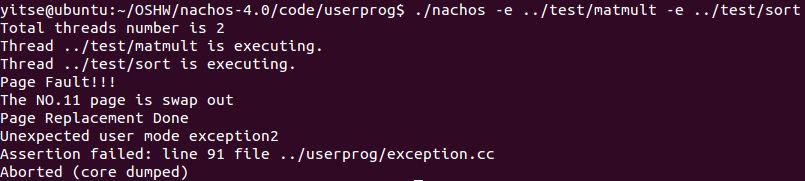 yitse@ubuntu:~/OSHW/nachos-4.0/code/userprog$ ./nachos -e ../test/matmult -e ../test/sort
Total threads number is 2
Thread ../test/matmult is executing.
Thread ../test/sort is executing.
Page Fault!!!
The NO.11 page is swap out
Page Replacement Done
Unexpected user mode exception2
Assertion failed: line 91 file ../userprog/exception.cc
Aborted (core dumped)